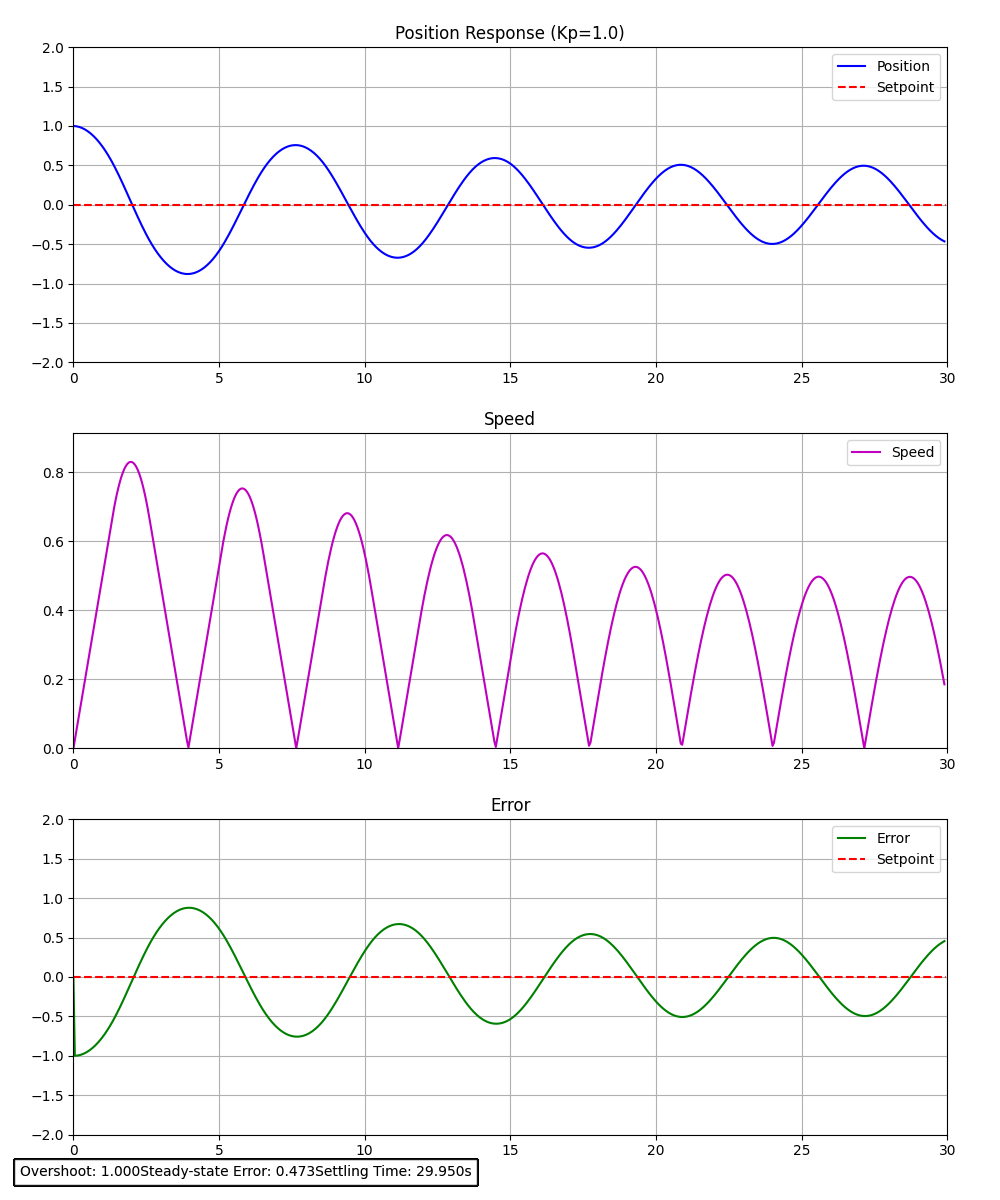 Position Response (Kp=1.0)
2.0
1.5
1.0
0.5
0.0
−0.5
−1.0
−1.5
−2.0
Position
Setpoint
0 5 10 15 20 25 30
Speed
0.8
0.6
0.4
0.2
0.0
Speed
0 5 10 15 20 25 30
Error
2.0
1.5
1.0
0.5
0.0
−0.5
−1.0
−1.5
−2.0
Error
Setpoint
0 5 10 15 20 25 30
Overshoot: 1.000Steady-state Error: 0.473Settling Time: 29.950s